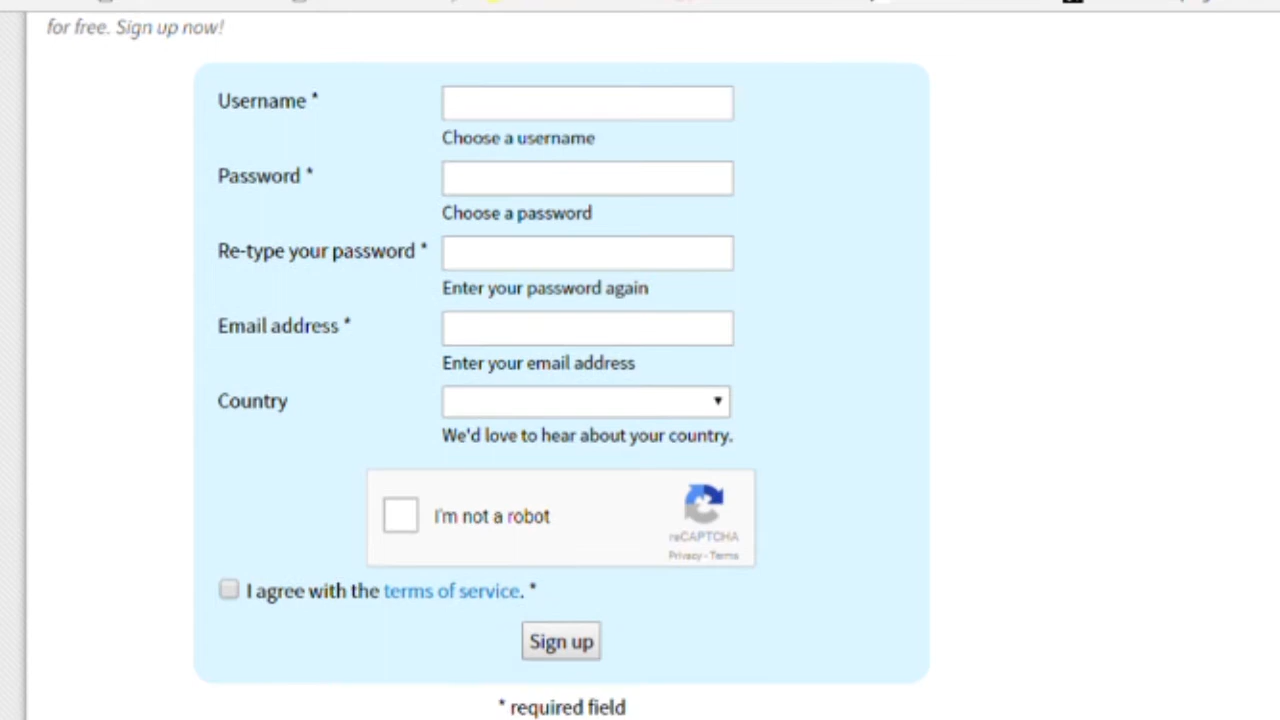 for free. Sign up now!
Username *
Choose a username
Password *
Choose a password
Re-type your password *
Enter your password again
Email address *
Enter your email address
Country
We'd love to hear about your country.
I'm not a robot
reCAPTCHA
Privacy - Terms
I agree with the terms of service. *
Sign up
* required field